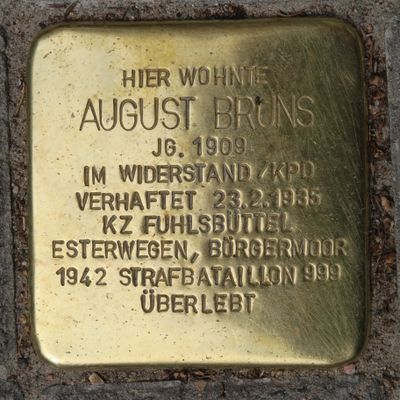 HIER WOHNTE
AUGUST BRUNS
JG. 1909
IM WIDERSTAND / KPD
VERHAFTET 23.2.1935
KZ FUHLSBÜTTEL
ESTERWEGEN, BÖRGERMOOR
1942 STRAFBATAILLON 999
ÜBERLEBT